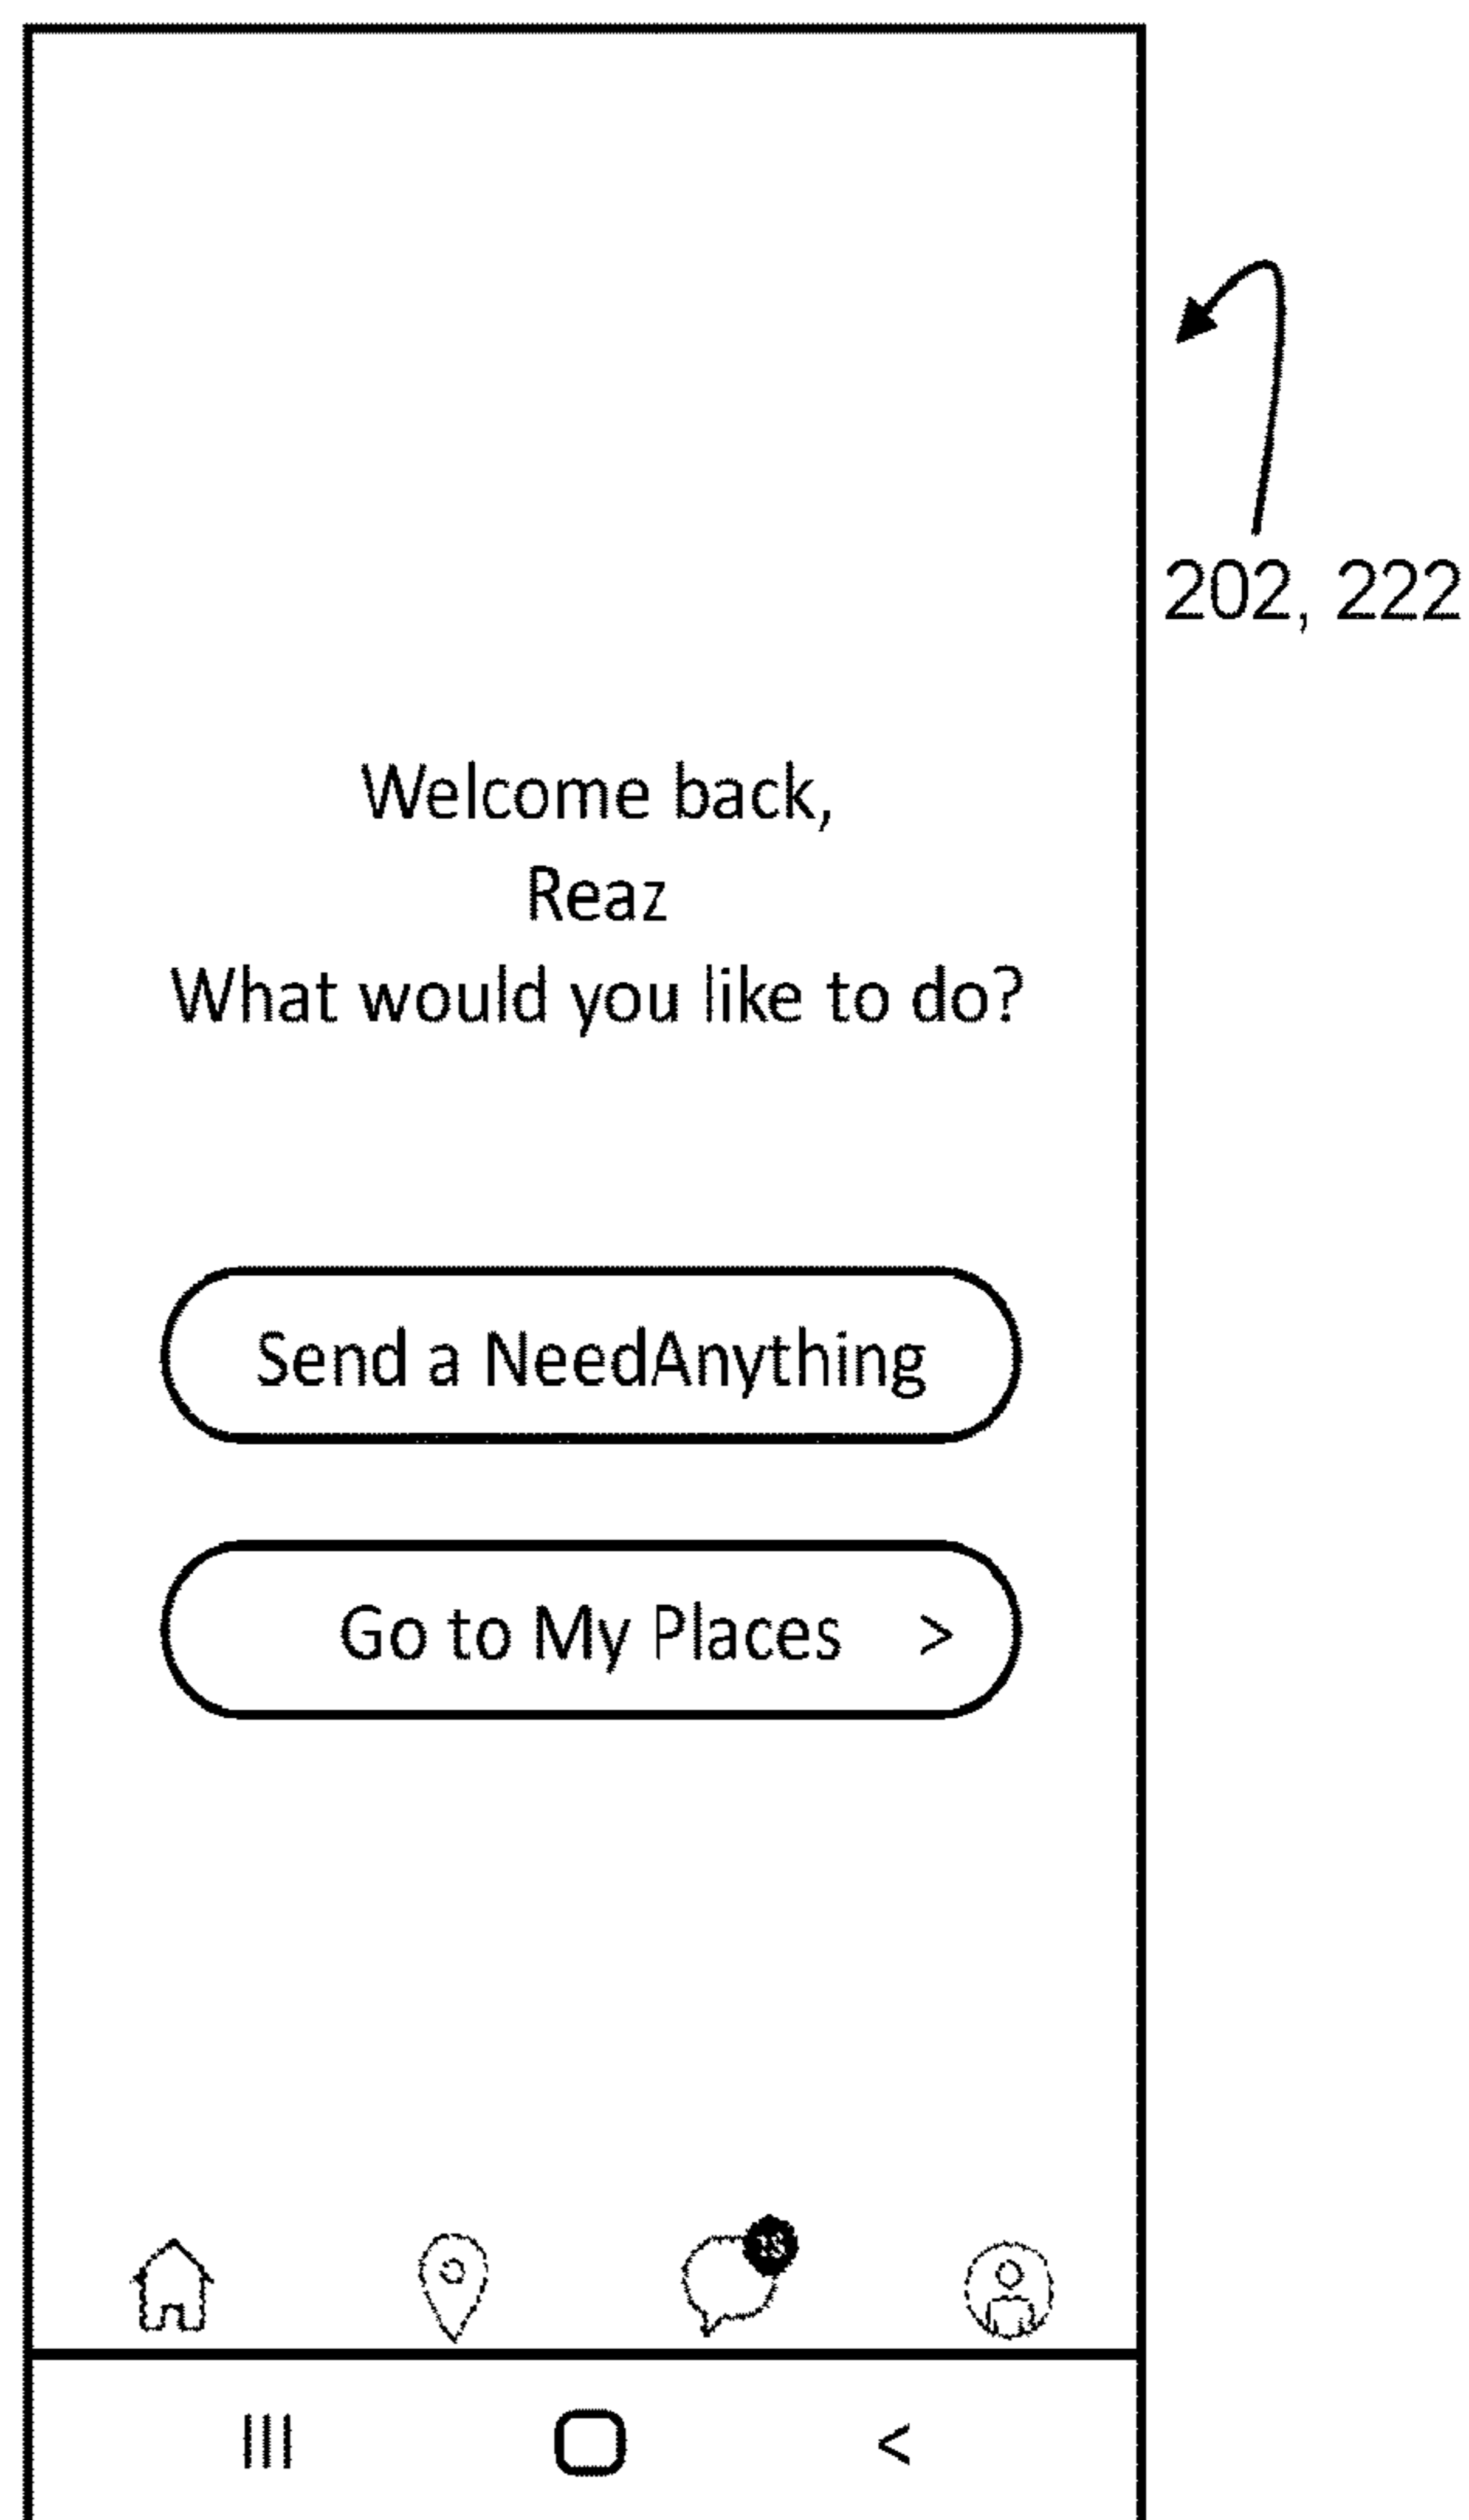 202, 222
Welcome back,
Reaz
What would you like to do?
Send a NeedAnything
Go to My Places >